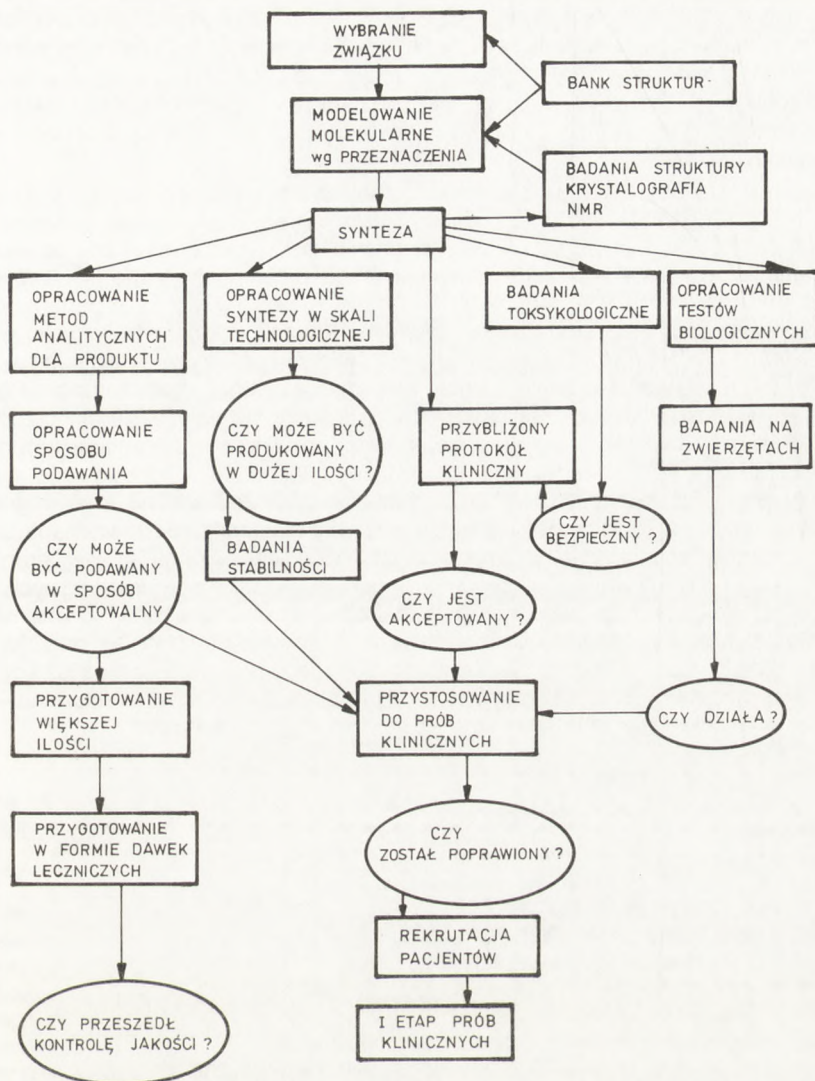 WYBRANIE
ZWIĄZKU
BANK STRUKTUR
MODELOWANIE
MOLEKULARNE
wg PRZEZNACZENIA
BADANIA STRUKTURY
KRYSTALOGRAFIA
NMR
SYNTEZA
OPRACOWANIE
METOD
ANALITYCZNYCH
DLA PRODUKTU
OPRACOWANIE
SYNTEZY W SKALI
TECHNOLOGICZNEJ
BADANIA
TOKSYKOLOGICZNE
OPRACOWANIE
TESTÓW
BIOLOGICZNYCH
OPRACOWANIE
SPOSOBU
PODAWANIA
CZY MOŻE BYĆ
PRODUKOWANY
W DUŻEJ ILOŚCI ?
PRZYBLIŻONY
PROTOKÓŁ
KLINICZNY
BADANIA NA
ZWIERZĘTACH
CZY JEST
BEZPIECZNY ?
BADANIA
STABILNOŚCI
CZY MOŻE
BYĆ PODAWANY
W SPOSÓB
AKCEPTOWALNY
CZY JEST
AKCEPTOWANY ?
PRZYGOTOWANIE
WIĘKSZEJ
ILOŚCI
PRZYSTOSOWANIE
DO PRÓB
KLINICZNYCH
CZY DZIAŁA ?
PRZYGOTOWANIE
W FORMIE DAWEK
LECZNICZYCH
CZY
ZOSTAŁ POPRAWIONY ?
REKRUTACJA
PACJENTÓW
CZY PRZESZEDŁ
KONTROLĘ JAKOŚCI ?
I ETAP PRÓB
KLINICZNYCH